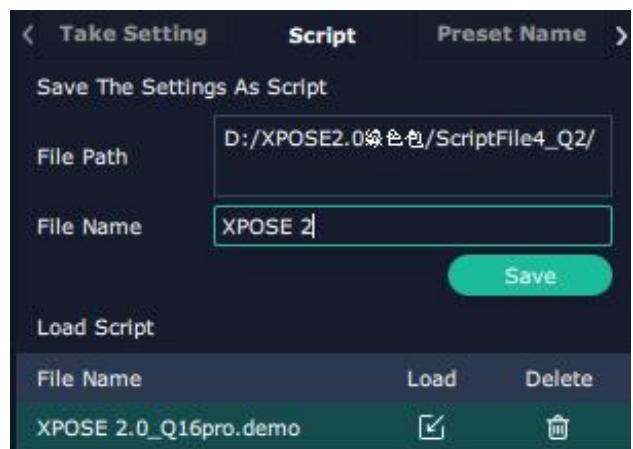 Take Setting Script Preset Name
Save The Settings As Script
File Path D:/XPOSE2.0绿色包/ScriptFile4_Q2/
File Name XPOSE 2
Save
Load Script
File Name Load Delete
XPOSE 2.0_Q16pro.demo